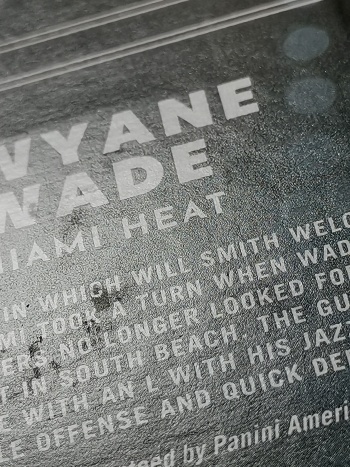 WYANE
WADE
MIAMI HEAT
IN WHICH WILL SMITH WELC
MI TOOK A TURN WHEN WAD
ERS NO LONGER LOOKED FO
T IN SOUTH BEACH. THE GU
E WITH AN L WITH HIS JAZZ
LE OFFENSE AND QUICK DE
teed by Panini Ameri